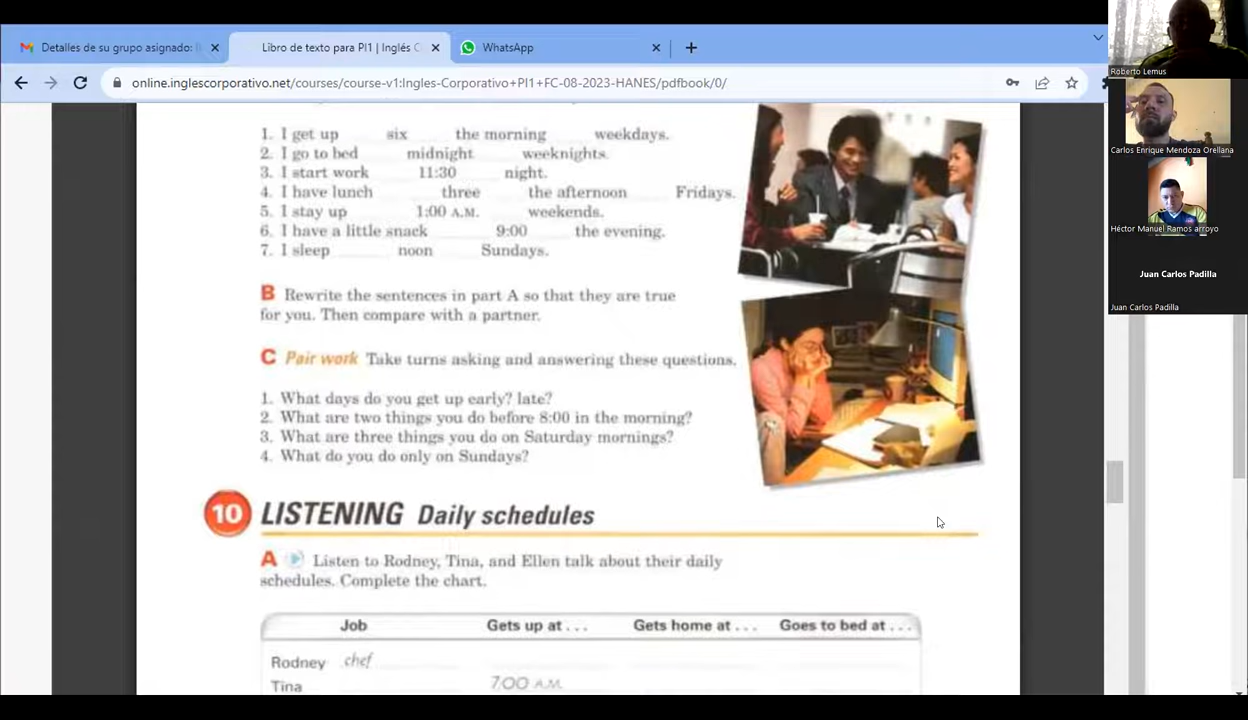 Detalles de su grupo asignado:
Libro de texto para PI1 | Inglés C
WhatsApp
online.inglescorporativo.net/courses/course-v1:Ingles-Corporativo+PI1+FC-08-2023-HANES/pdfbook/0/
1. I get up six the morning weekdays.
2. I go to bed midnight weeknights.
3. I start work 11:30 night.
4. I have lunch three the afternoon Fridays.
5. I stay up 1:00 A.M. weekends.
6. I have a little snack 9:00 the evening.
7. I sleep noon Sundays.
B Rewrite the sentences in part A so that they are true
for you. Then compare with a partner.
C Pair work Take turns asking and answering these questions.
1. What days do you get up early? late?
2. What are two things you do before 8:00 in the morning?
3. What are three things you do on Saturday mornings?
4. What do you do only on Sundays?
10 LISTENING Daily schedules
A Listen to Rodney, Tina, and Ellen talk about their daily
schedules. Complete the chart.
Job Gets up at . . . Gets home at . . . Goes to bed at . . .
Rodney chef
Tina 7:00 A.M.
Roberto Lemus
Carlos Enrique Mendoza Orellana
Héctor Manuel Ramos arroyo
Juan Carlos Padilla
Juan Carlos Padilla